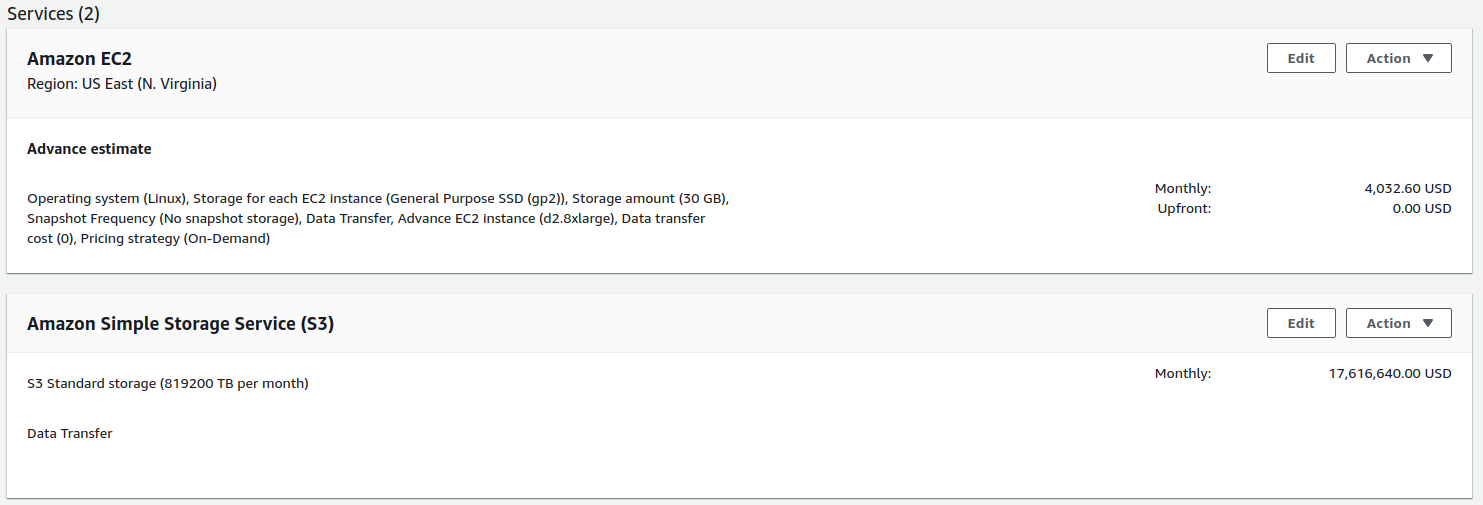 Services (2)
Amazon EC2
Edit
Action
Region: US East (N. Virginia)
Advance estimate
Operating system (Linux), Storage for each EC2 instance (General Purpose SSD (gp2)), Storage amount (30 GB),
Snapshot Frequency (No snapshot storage), Data Transfer, Advance EC2 instance (d2.8xlarge), Data transfer
cost (0), Pricing strategy (On-Demand)
Monthly: 4,032.60 USD
Upfront: 0.00 USD
Amazon Simple Storage Service (S3)
Edit
Action
S3 Standard storage (819200 TB per month)
Monthly: 17,616,640.00 USD
Data Transfer